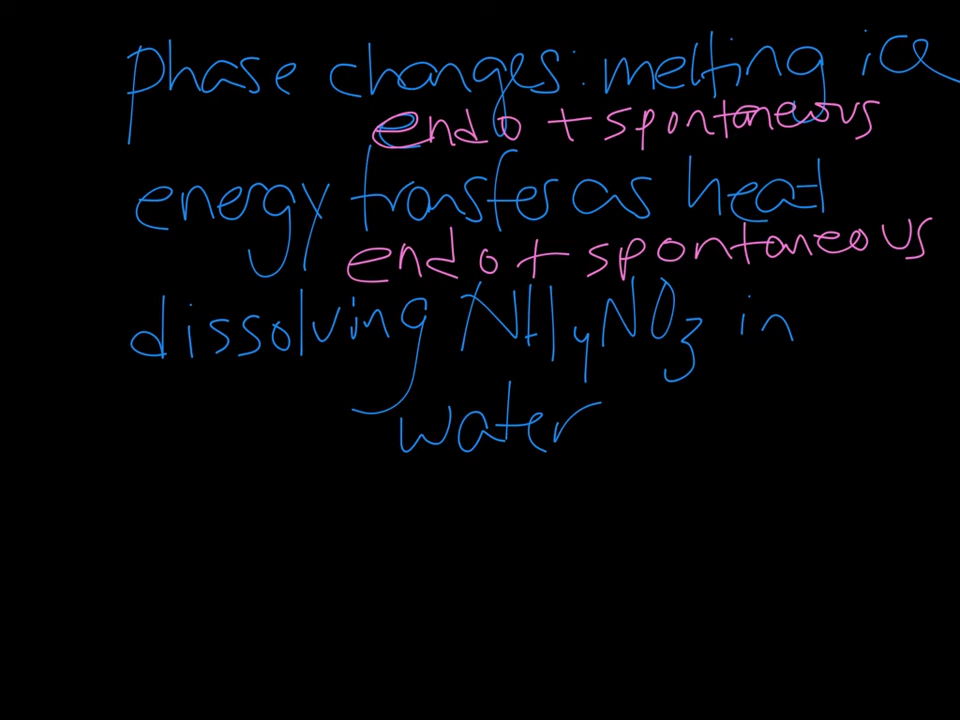 phase changes: melting ice
endo + spontaneous
energy transfer as heat
endo + spontaneous
dissolving NH4NO3 in
water